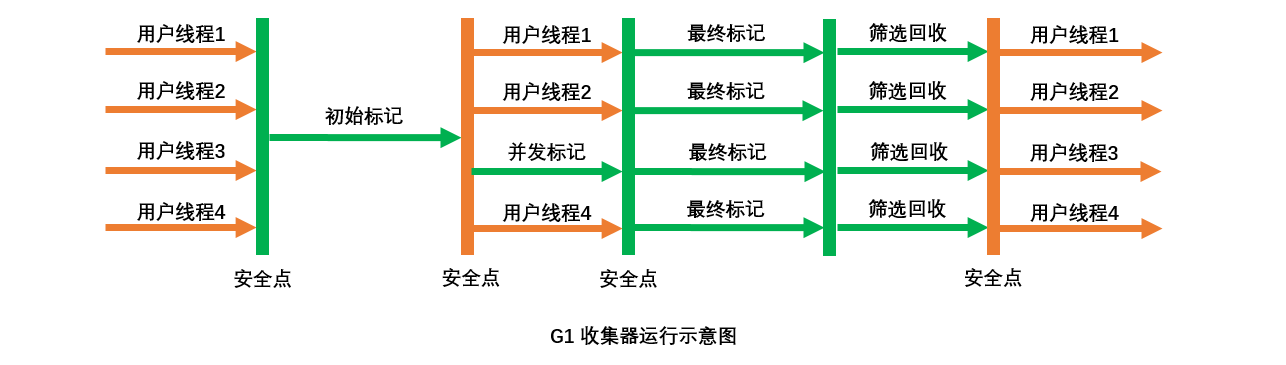 用户线程1
用户线程2
用户线程3
用户线程4
安全点
初始标记
安全点
用户线程1
用户线程2
并发标记
用户线程4
安全点
最终标记
最终标记
最终标记
最终标记
筛选回收
筛选回收
筛选回收
筛选回收
安全点
用户线程1
用户线程2
用户线程3
用户线程4
G1 收集器运行示意图